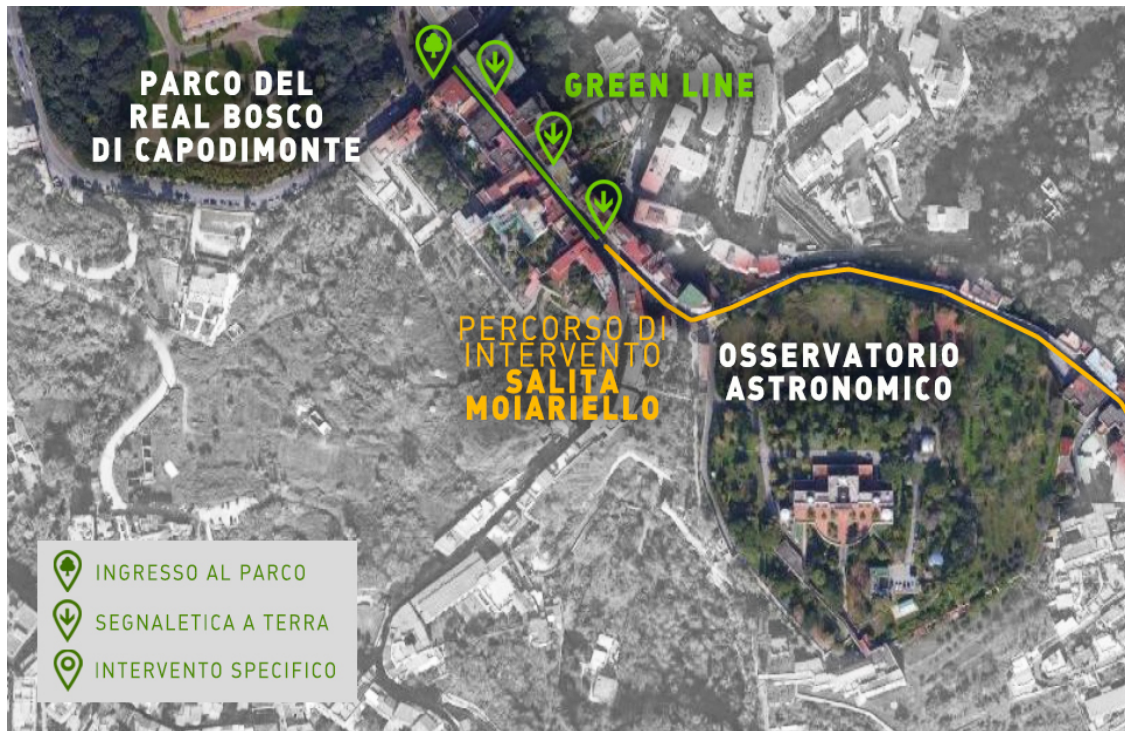 PARCO DEL
REAL BOSCO
DI CAPODIMONTE
GREEN LINE
PERCORSO DI
INTERVENTO
SALITA
MOIARIELLO
OSSERVATORIO
ASTRONOMICO
INGRESSO AL PARCO
SEGNALETICA A TERRA
INTERVENTO SPECIFICO